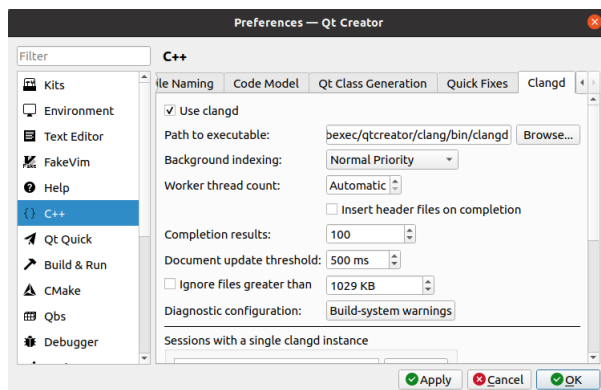 Preferences — Qt Creator
Filter
Kits
Environment
Text Editor
FakeVim
Help
C++
Qt Quick
Build & Run
CMake
Qbs
Debugger
C++
ile Naming
Code Model
Qt Class Generation
Quick Fixes
Clangd
Use clangd
Path to executable: bexec/qtcreator/clang/bin/clangd Browse...
Background indexing: Normal Priority
Worker thread count: Automatic
Insert header files on completion
Completion results: 100
Document update threshold: 500 ms
Ignore files greater than 1029 KB
Diagnostic configuration: Build-system warnings
Sessions with a single clangd instance
Apply
Cancel
OK